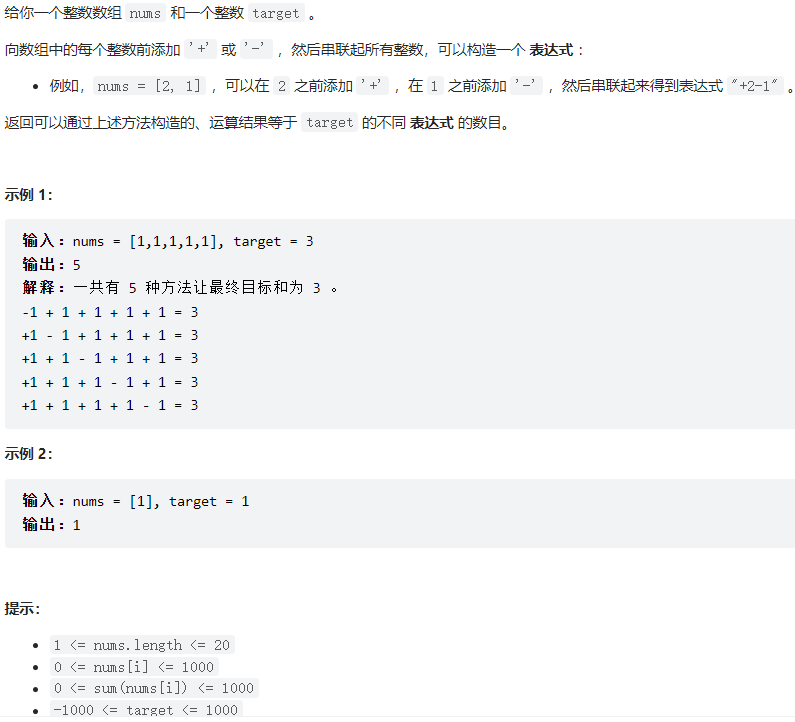 给你一个整数数组 nums 和一个整数 target 。
向数组中的每个整数前添加 '+' 或 '-' ，然后串联起所有整数，可以构造一个 表达式 ：
• 例如，nums = [2, 1] ，可以在 2 之前添加 '+' ，在 1 之前添加 '-' ，然后串联起来得到表达式 "+2-1" 。
返回可以通过上述方法构造的、运算结果等于 target 的不同 表达式 的数目。
示例 1：
输入：nums = [1,1,1,1,1], target = 3
输出：5
解释：一共有 5 种方法让最终目标和为 3 。
-1 + 1 + 1 + 1 + 1 = 3
+1 - 1 + 1 + 1 + 1 = 3
+1 + 1 - 1 + 1 + 1 = 3
+1 + 1 + 1 - 1 + 1 = 3
+1 + 1 + 1 + 1 - 1 = 3
示例 2：
输入：nums = [1], target = 1
输出：1
提示：
• 1 <= nums.length <= 20
• 0 <= nums[i] <= 1000
• 0 <= sum(nums[i]) <= 1000
• -1000 <= target <= 1000